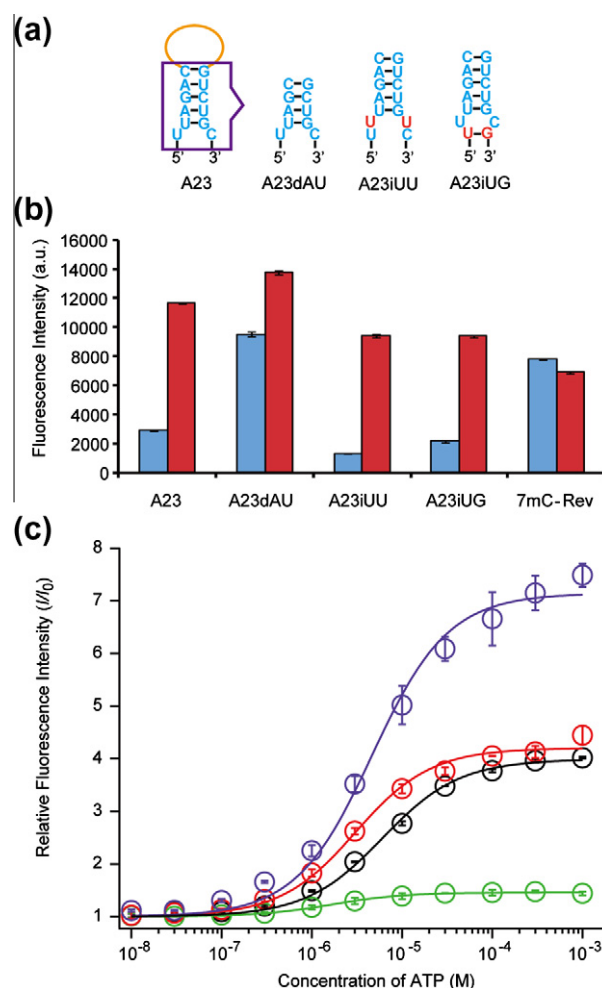 (a)
C G
A U
G C
A U
U G
U C
5' 3'
A23
C G
G C
A U
U G
U C
5' 3'
A23dAU
C G
A U
G C
A U
U G
U U
U C
5' 3'
A23iUU
C G
A U
G C
A U
U G
U C
U G
5' 3'
A23iUG
(b)
Fluorescence Intensity (a.u.)
16000
14000
12000
10000
8000
6000
4000
2000
0
A23 A23dAU A23iUU A23iUG 7mC-Rev
(c)
Relative Fluorescence Intensity (I/I0)
8
7
6
5
4
3
2
1
10⁻⁸ 10⁻⁷ 10⁻⁶ 10⁻⁵ 10⁻⁴ 10⁻³
Concentration of ATP (M)